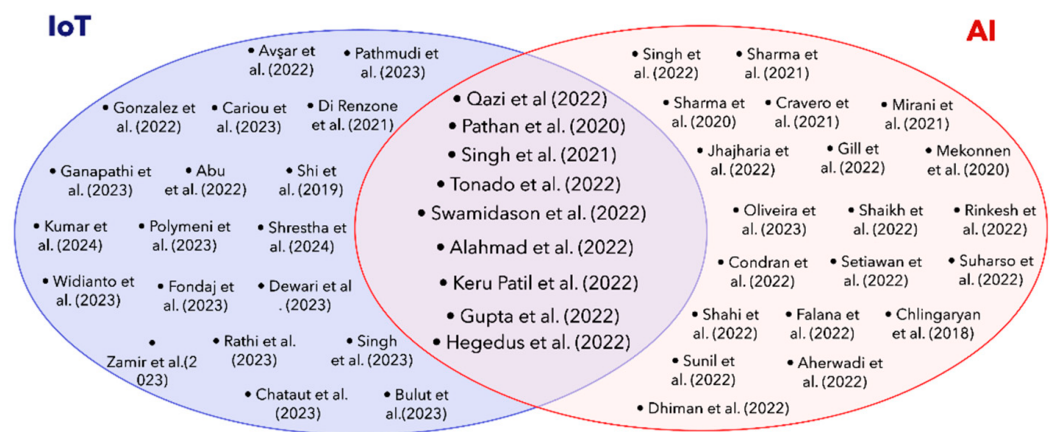 IoT
AI
• Avşar et
al. (2022)
• Pathmudi et
al. (2023)
• Gonzalez et
al. (2022)
• Cariou et
al. (2023)
• Di Renzone
et al. (2021)
• Ganapathi et
al. (2023)
• Abu
et al. (2022)
• Shi et
al. (2019)
• Kumar et
al. (2024)
• Polymeni et
al. (2023)
• Shrestha et
al. (2024)
• Widianto et
al. (2023)
• Fondaj et
al. (2023)
• Dewari et al
. (2023)
•
Zamir et al.(2
023)
• Rathi et al.
(2023)
• Singh
et al. (2023)
• Chataut et al.
(2023)
• Bulut et
al.(2023)
• Qazi et al (2022)
• Pathan et al. (2020)
• Singh et al. (2021)
• Tonado et al. (2022)
• Swamidason et al. (2022)
• Alahmad et al. (2022)
• Keru Patil et al. (2022)
• Gupta et al. (2022)
• Hegedus et al. (2022)
• Singh et
al. (2022)
• Sharma et
al. (2021)
• Sharma et
al. (2020)
• Cravero et
al. (2021)
• Mirani et
al. (2021)
• Jhajharia et
al. (2022)
• Gill et
al. (2022)
• Mekonnen
et al. (2020)
• Oliveira et
al. (2023)
• Shaikh et
al. (2022)
• Rinkesh et
al. (2022)
• Condran et
al. (2022)
• Setiawan et
al. (2022)
• Suharso et
al. (2022)
• Shahi et
al. (2022)
• Falana et
al. (2022)
• Chlingaryan
et al. (2018)
• Sunil et
al. (2022)
• Aherwadi et
al. (2022)
• Dhiman et al. (2022)